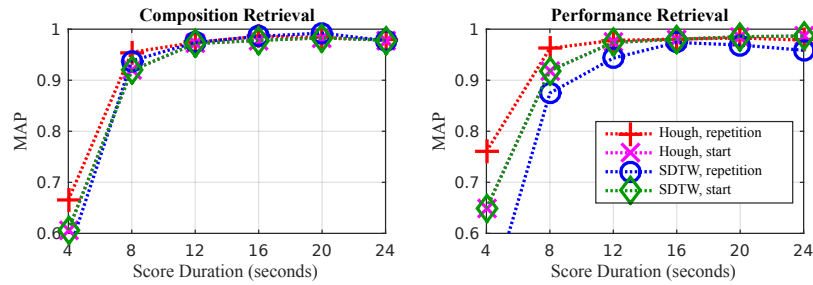 Composition Retrieval
MAP
1
0.9
0.8
0.7
0.6
4 8 12 16 20 24
Score Duration (seconds)
Performance Retrieval
MAP
1
0.9
0.8
0.7
0.6
4 8 12 16 20 24
Score Duration (seconds)
Hough, repetition
Hough, start
SDTW, repetition
SDTW, start